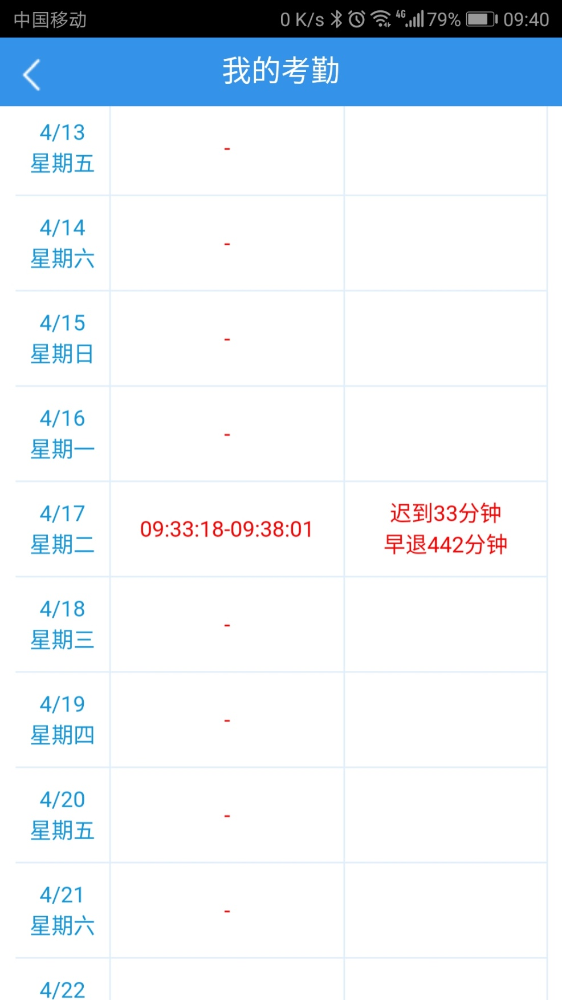 中国移动 0 K/s 4G 79% 09:40
我的考勤
4/13
星期五
-
4/14
星期六
-
4/15
星期日
-
4/16
星期一
-
4/17
星期二
09:33:18-09:38:01
迟到33分钟
早退442分钟
4/18
星期三
-
4/19
星期四
-
4/20
星期五
-
4/21
星期六
-
4/22